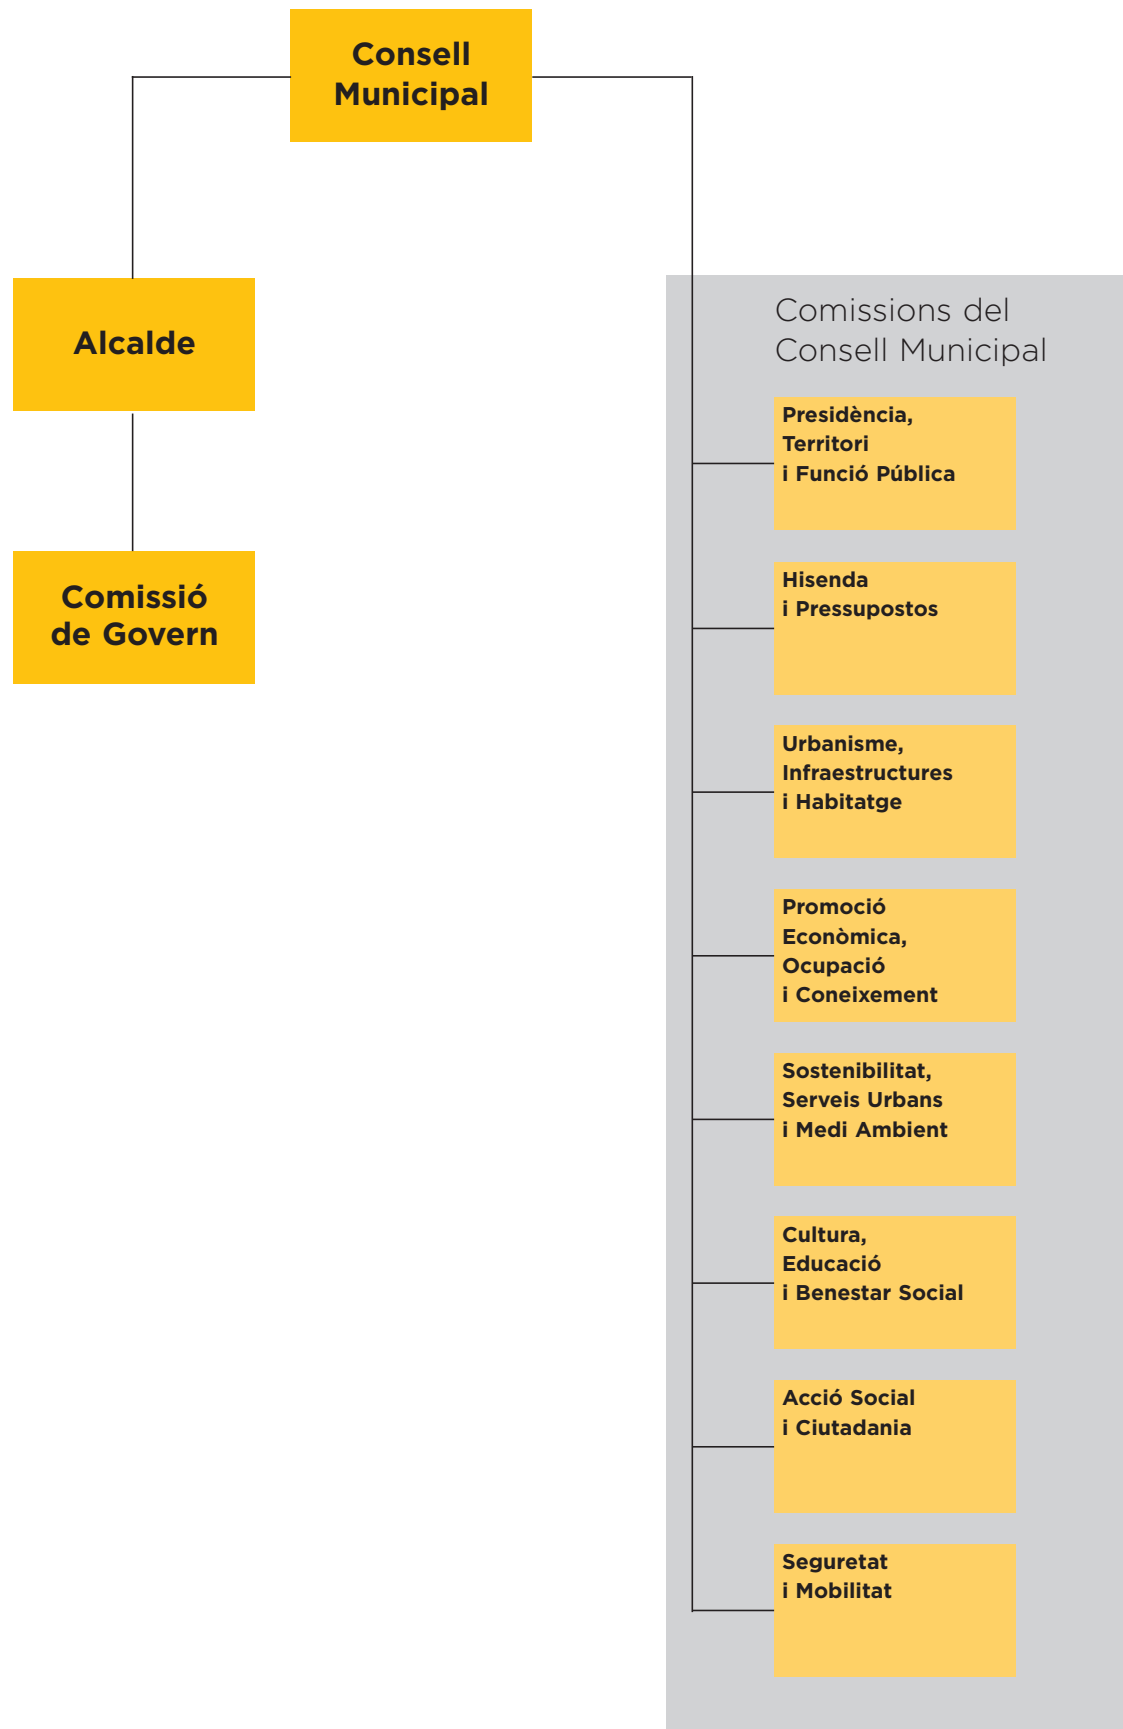 Consell
Municipal
Alcalde
Comissió
de Govern
Comissions del
Consell Municipal
Presidència,
Territori
i Funció Pública
Hisenda
i Pressupostos
Urbanisme,
Infraestructures
i Habitatge
Promoció
Econòmica,
Ocupació
i Coneixement
Sostenibilitat,
Serveis Urbans
i Medi Ambient
Cultura,
Educació
i Benestar Social
Acció Social
i Ciutadania
Seguretat
i Mobilitat